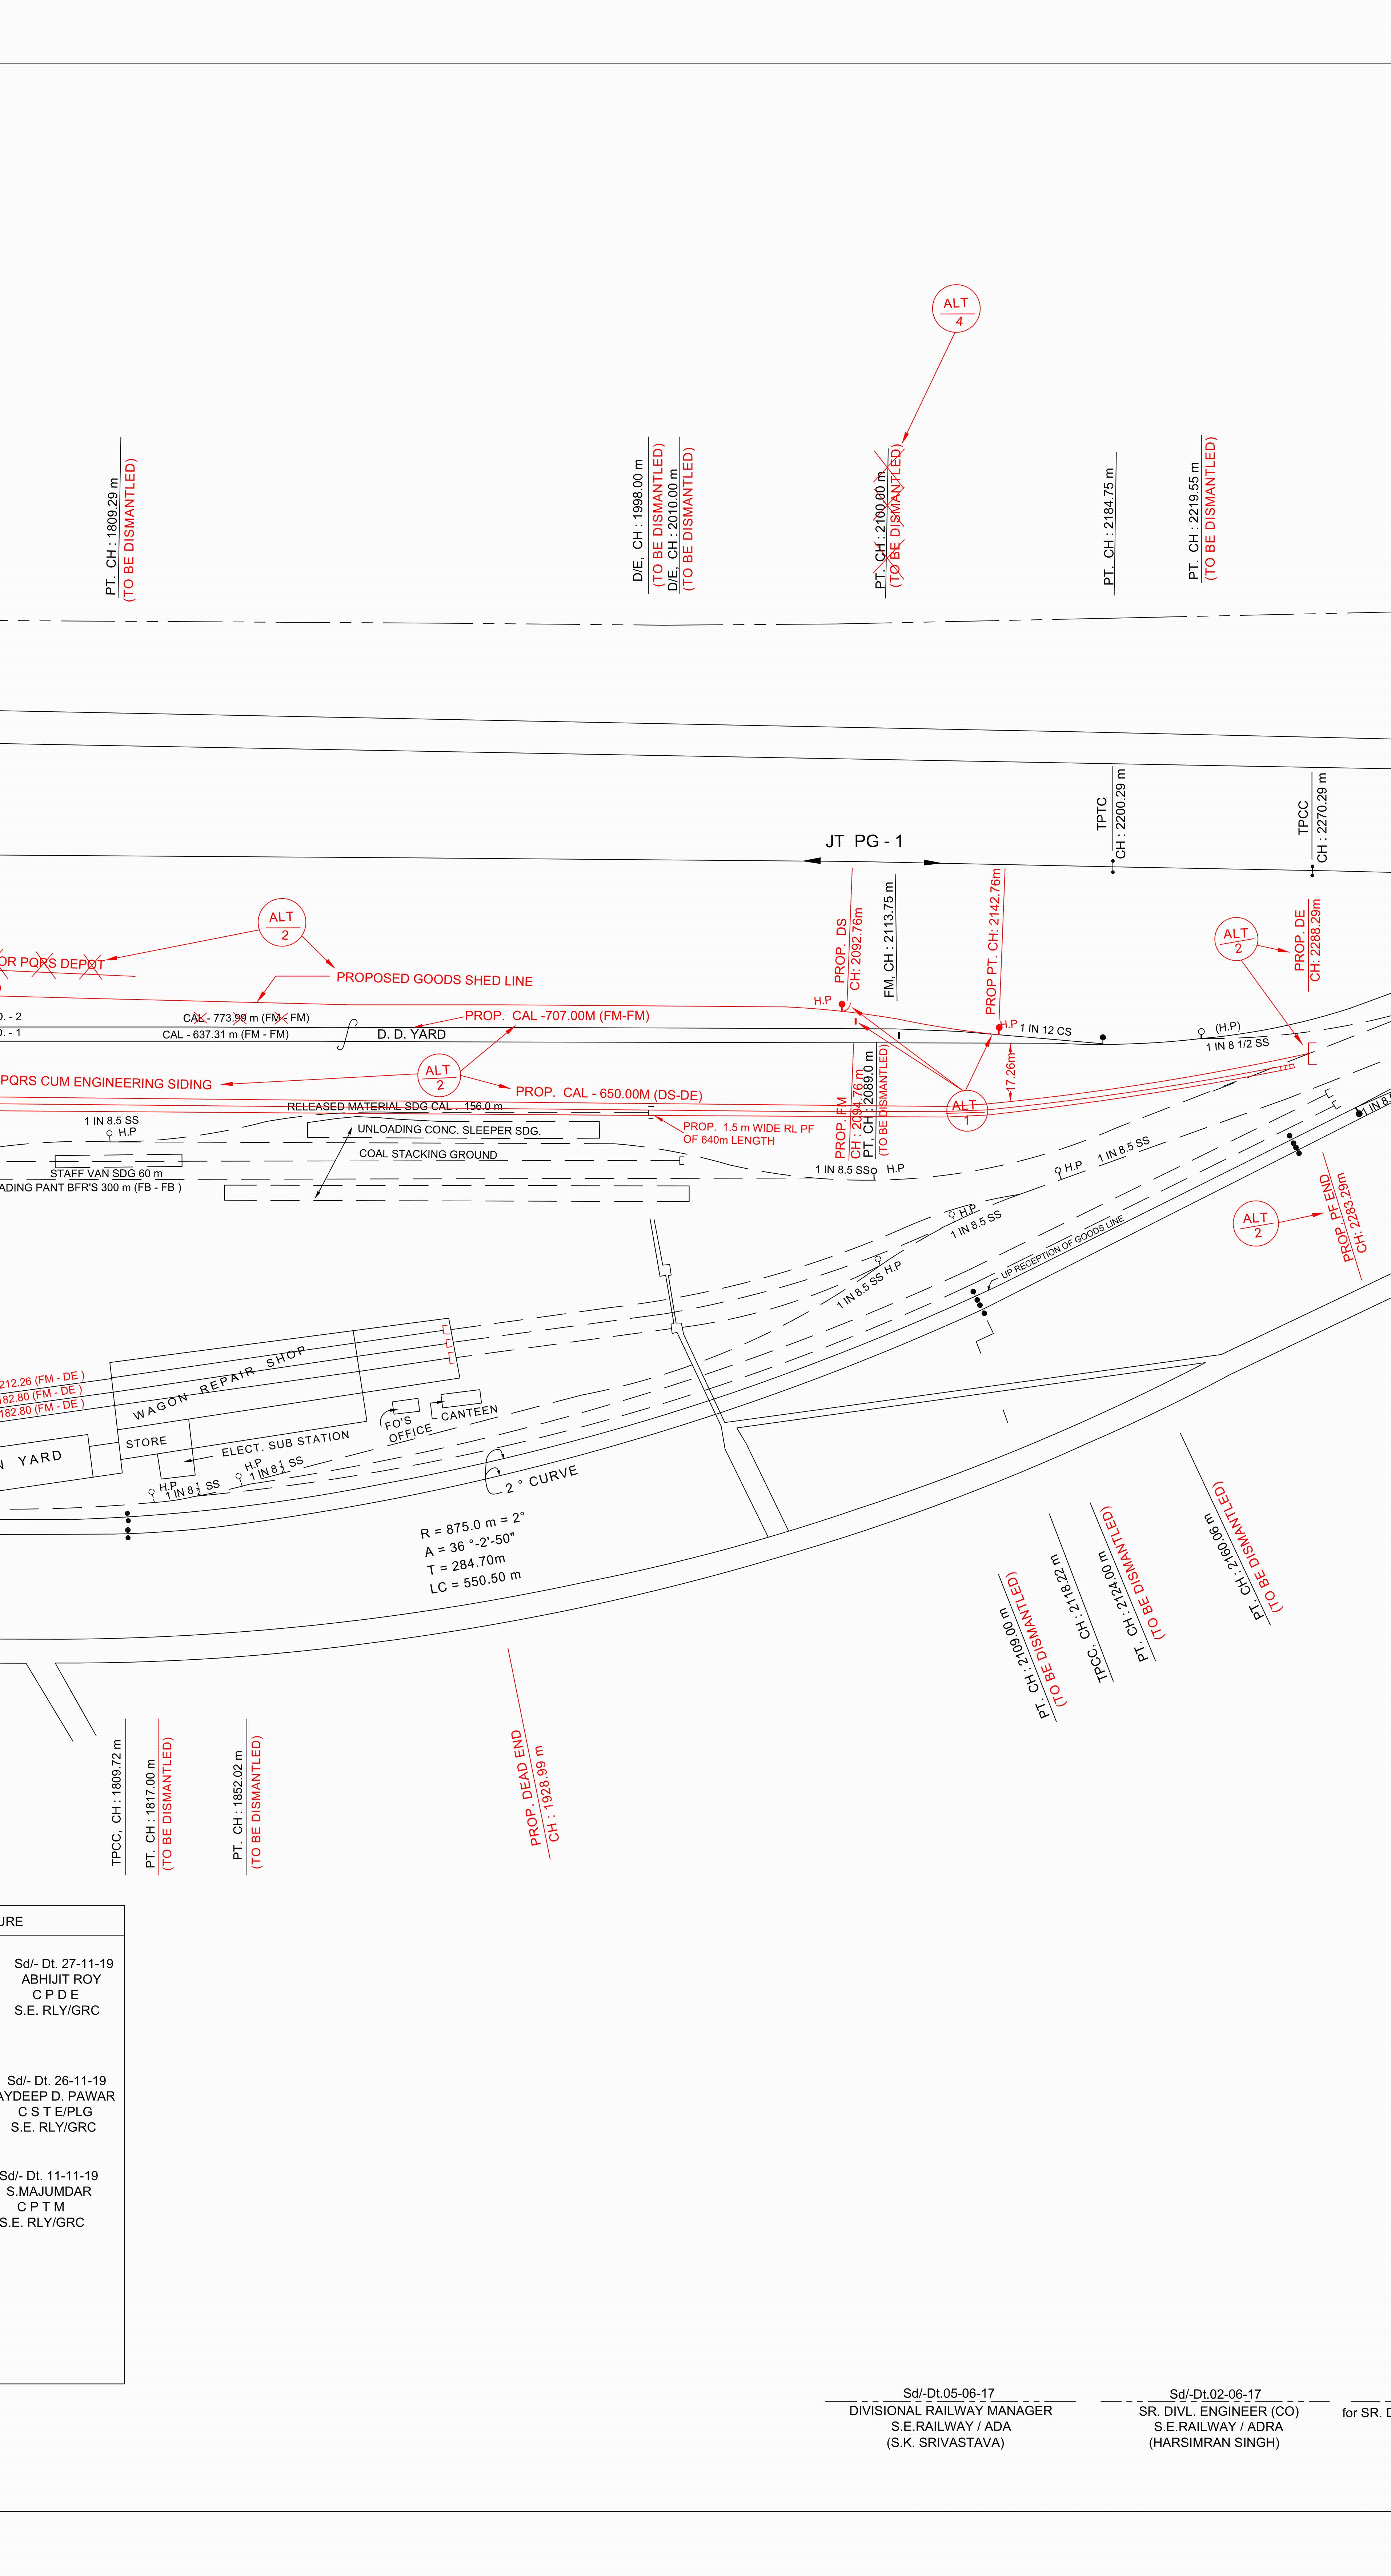 ALT
4
PT. CH : 1809.29 m
(TO BE DISMANTLED)
D/E, CH : 1998.00 m
(TO BE DISMANTLED)
D/E, CH : 2010.00 m
(TO BE DISMANTLED)
PT. CH : 2100.00 m
(TO BE DISMANTLED)
PT. CH : 2184.75 m
PT. CH : 2219.55 m
(TO BE DISMANTLED)
TPTC
CH : 2200.29 m
TPCC
CH : 2270.29 m
JT PG - 1
PROP. DS
CH: 2092.76m
FM, CH : 2113.75 m
PROP PT. CH: 2142.76m
ALT
2
PROP. DE
CH: 2288.29m
ALT
2
OR PQRS DEPOT
PROPOSED GOODS SHED LINE
H.P
D. - 2
CAL - 773.99 m (FM - FM)
PROP. CAL -707.00M (FM-FM)
H.P
1 IN 12 CS
(H.P)
1 IN 8 1/2 SS
D. - 1
CAL - 637.31 m (FM - FM)
D. D. YARD
17.26m
ALT
2
PQRS CUM ENGINEERING SIDING
PROP. CAL - 650.00M (DS-DE)
ALT
1
RELEASED MATERIAL SDG CAL . 156.0 m
PROP. FM
CH : 2094.76 m
PT, CH : 2089.0 m
(TO BE DISMANTLED)
1 IN 8.5 SS
H.P
UNLOADING CONC. SLEEPER SDG.
PROP. 1.5 m WIDE RL PF
OF 640m LENGTH
COAL STACKING GROUND
STAFF VAN SDG 60 m
ADING PANT BFR'S 300 m (FB - FB )
1 IN 8.5 SS
H.P
H.P
1 IN 8.5 SS
1 IN 8.
H.P
1 IN 8.5 SS
H.P
1 IN 8.5 SS
UP RECEPTION OF GOODS LINE
ALT
2
PROP. PF END
CH: 2283.29m
212.26 (FM - DE )
182.80 (FM - DE )
182.80 (FM - DE )
WAGON REPAIR SHOP
FO'S
OFFICE
CANTEEN
N YARD
STORE
ELECT. SUB STATION
H.P
1 IN 8 1/2 SS
H.P
1 IN 8 1/2 SS
2 ° CURVE
R = 875.0 m = 2°
A = 36 °-2'-50"
T = 284.70m
LC = 550.50 m
PT. CH : 2109.00 m
(TO BE DISMANTLED)
TPCC, CH : 2118.22 m
PT. CH : 2124.00 m
(TO BE DISMANTLED)
PT. CH : 2160.06 m
(TO BE DISMANTLED)
TPCC, CH : 1809.72 m
PT. CH : 1817.00 m
(TO BE DISMANTLED)
PT. CH : 1852.02 m
(TO BE DISMANTLED)
PROP. DEAD END
CH : 1928.99 m
URE
Sd/- Dt. 27-11-19
ABHIJIT ROY
C P D E
S.E. RLY/GRC
Sd/- Dt. 26-11-19
AYDEEP D. PAWAR
C S T E/PLG
S.E. RLY/GRC
Sd/- Dt. 11-11-19
S.MAJUMDAR
C P T M
S.E. RLY/GRC
Sd/-Dt.05-06-17
DIVISIONAL RAILWAY MANAGER
S.E.RAILWAY / ADA
(S.K. SRIVASTAVA)
Sd/-Dt.02-06-17
SR. DIVL. ENGINEER (CO)
S.E.RAILWAY / ADRA
(HARSIMRAN SINGH)
for SR. D